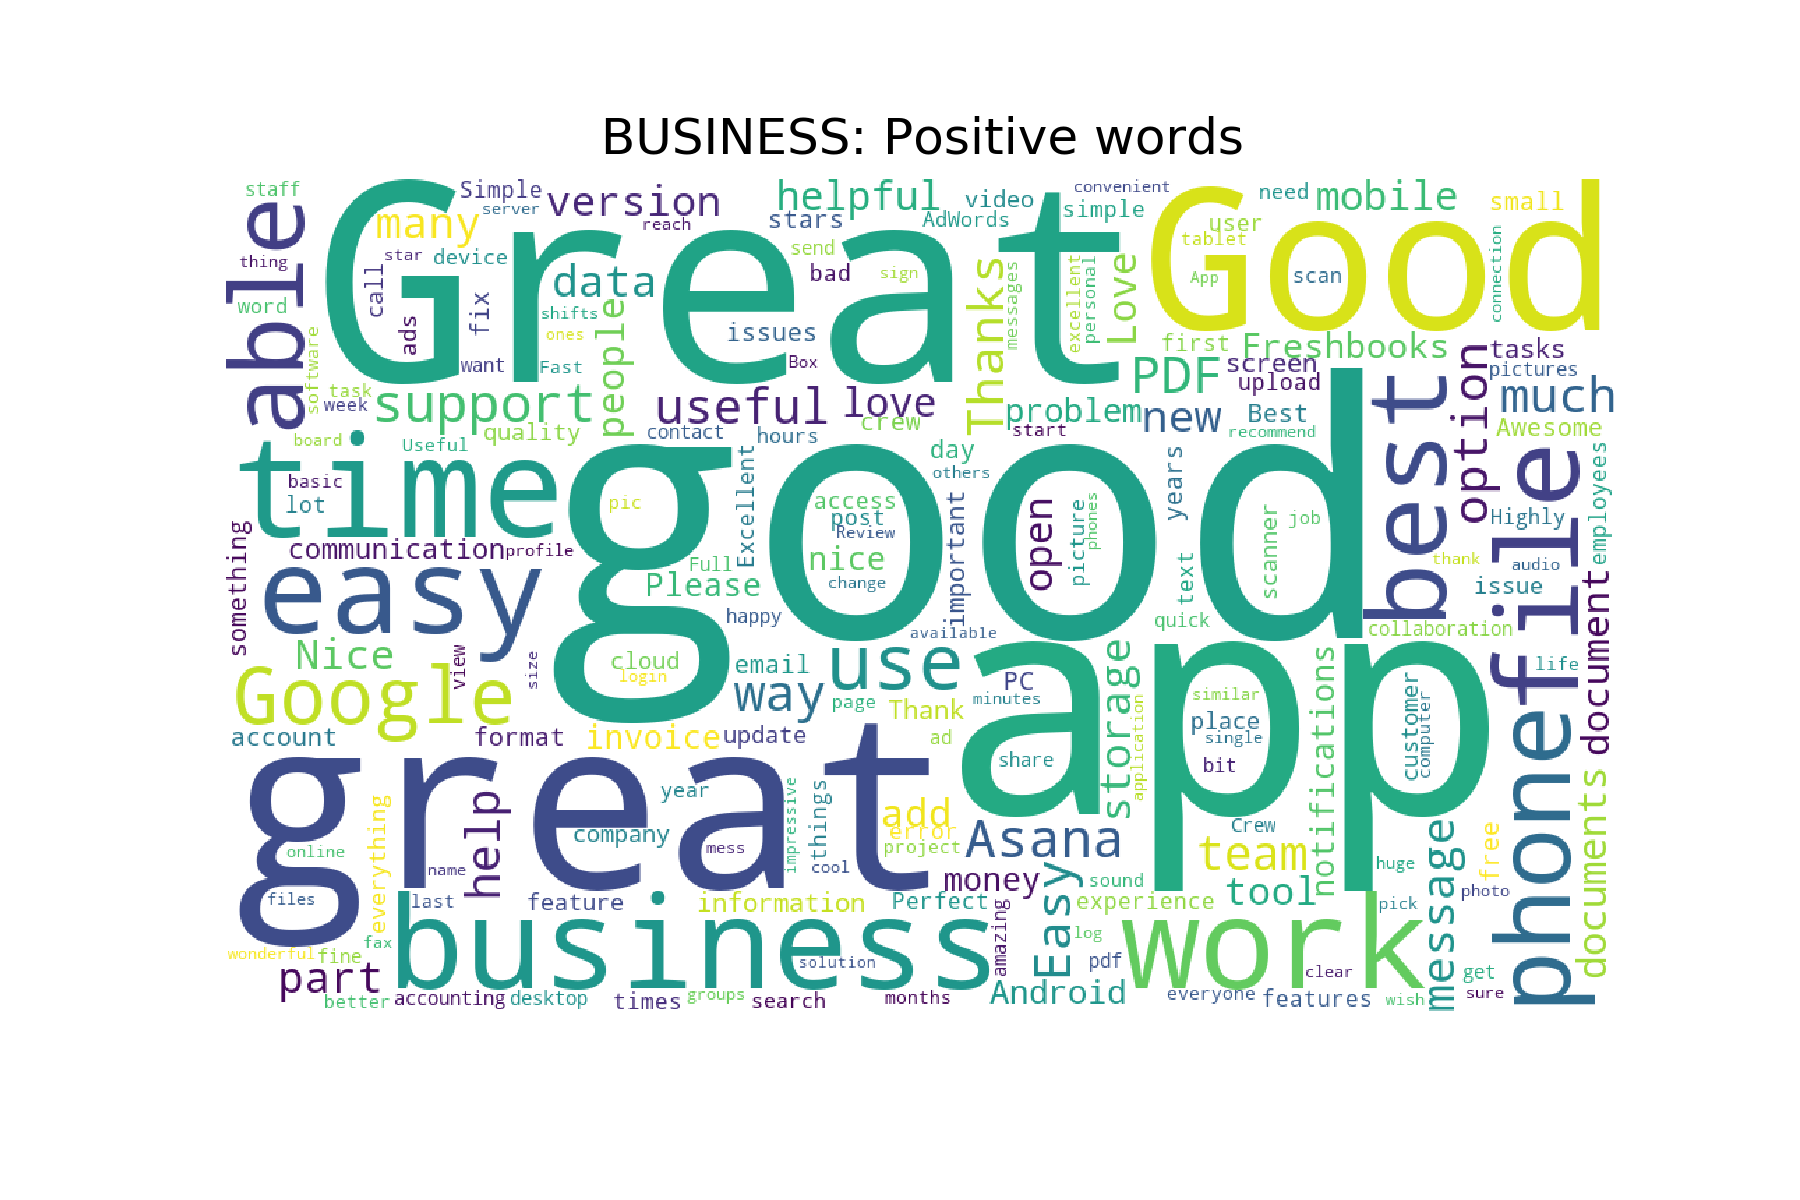 BUSINESS: Positive words
staff
Simple
server
version
helpful
video
convenient
need
mobile
small
able
Great
many
reach
stars
AdWords
simple
user
tablet
Good
thing
star
device
call
data
send
bad
sign
Thanks
messages
excellent
personal
Love
App
scan
connection
word
ads
fix
shifts
ones
people
issues
software
want
Fast
Box
first
Freshbooks
screen
tasks
pictures
task
week
support
useful
love
crew
PDF
upload
best
option
much
board
Useful
quality
contact
hours
problem
start
new
Best
recommend
Awesome
time
good
day
others
years
file
employees
basic
lot
pic
Excellent
access
post
Review
nice
change
important
open
picture
phones
scanner
job
Highly
something
communication
profile
Full
Please
text
thank
audio
issue
easy
happy
available
quick
collaboration
document
Nice
view
size
cloud
login
email
use
app
storage
application
notifications
life
Google
way
page
Thank
PC
minutes
similar
place
single
customer
computer
phone
account
format
invoice
update
ad
share
bit
great
help
year
company
impressive
things
add
error
project
Asana
Crew
team
message
free
documents
online
everything
name
mess
cool
money
Easy
sound
tool
huge
files
last
feature
information
Perfect
amazing
experience
pick
photo
business
work
wonderful
fine
fax
solution
log
pdf
clear
get
part
better
accounting
desktop
times
groups
search
months
Android
everyone
features
wish
sure